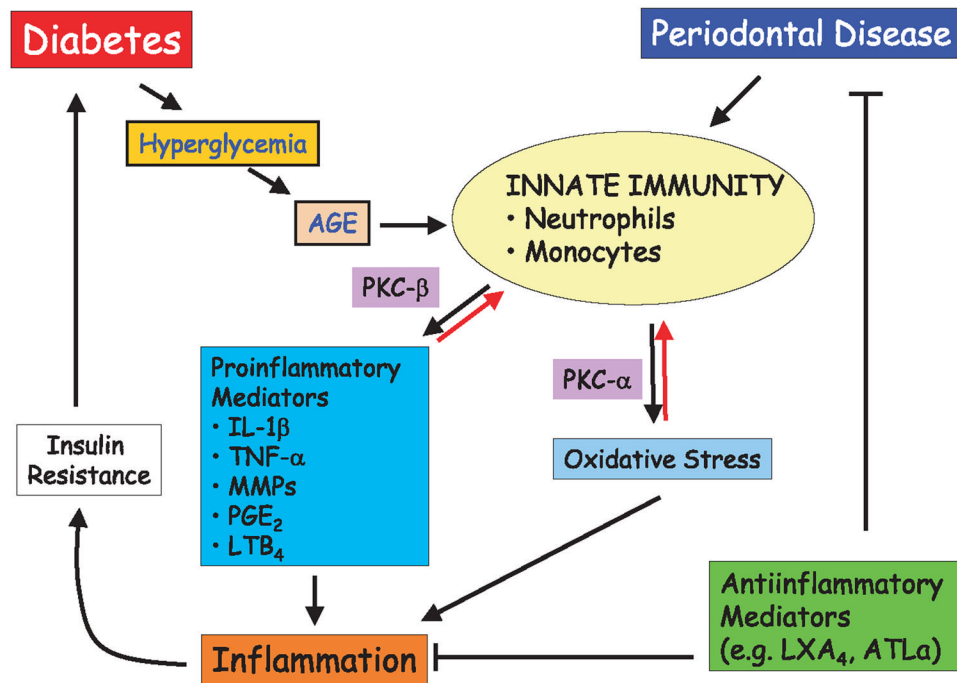 Diabetes
Periodontal Disease
Hyperglycemia
AGE
INNATE IMMUNITY
• Neutrophils
• Monocytes
PKC-β
PKC-α
Proinflammatory
Mediators
• IL-1β
• TNF-α
• MMPs
• PGE₂
• LTB₄
Insulin
Resistance
Oxidative Stress
Antiinflammatory
Mediators
(e.g. LXA₄, ATLa)
Inflammation